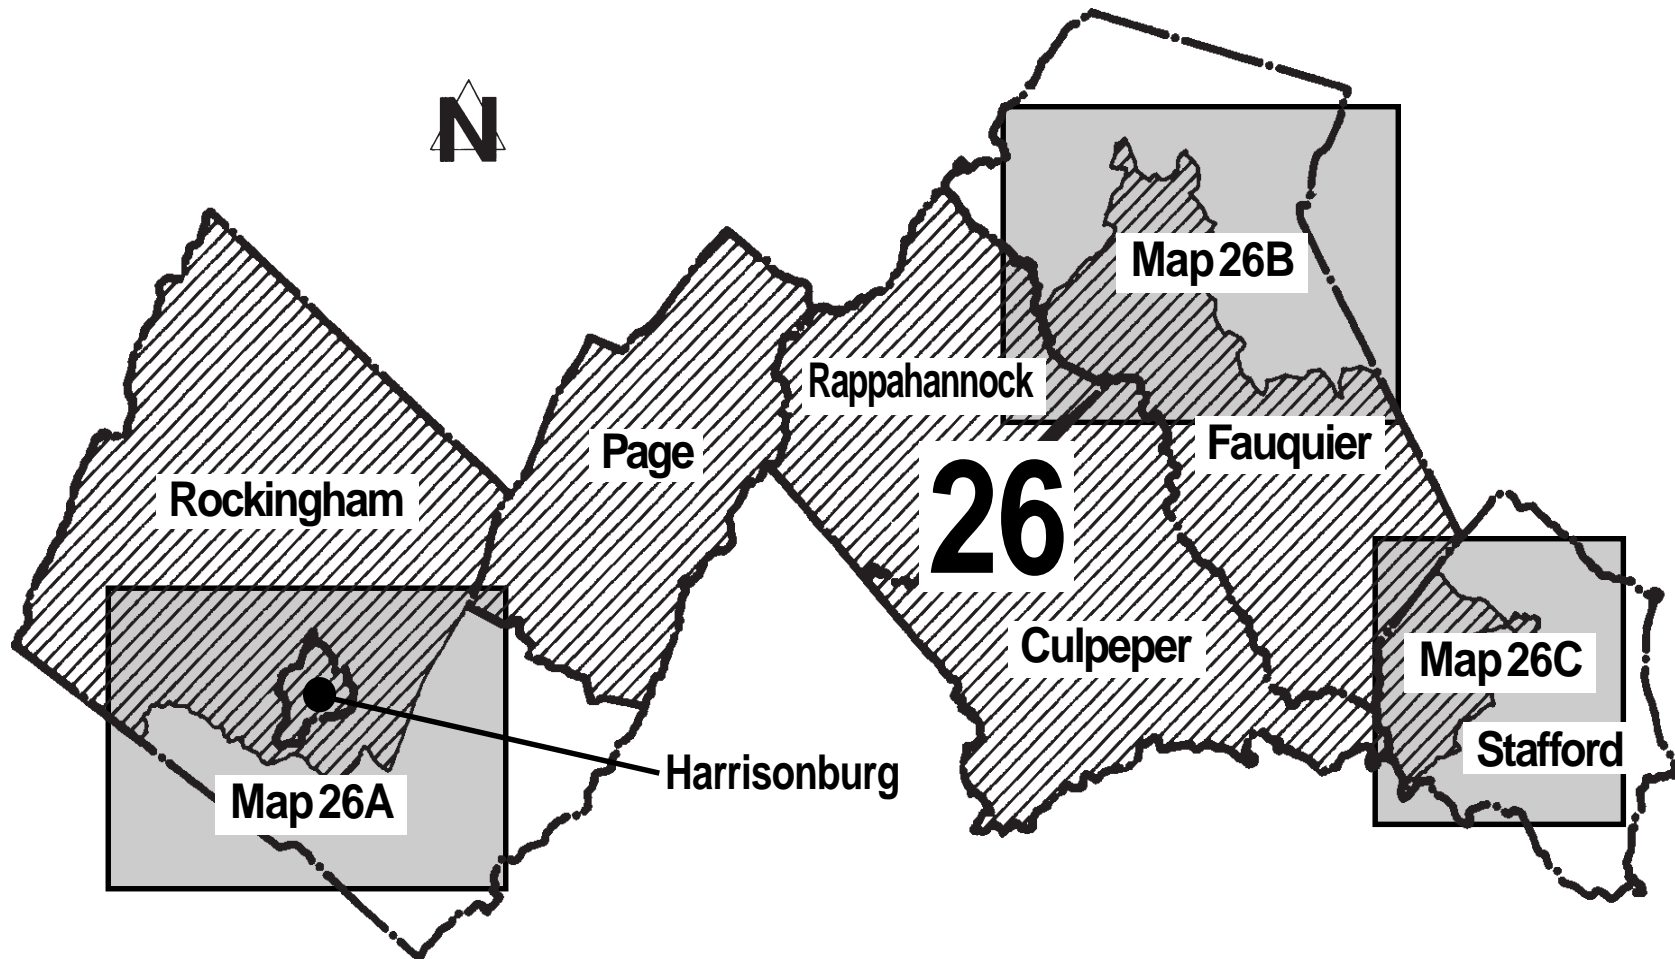 N
Map 26B
Rappahannock
Fauquier
Page
Rockingham
26
Culpeper
Map 26C
Stafford
Harrisonburg
Map 26A